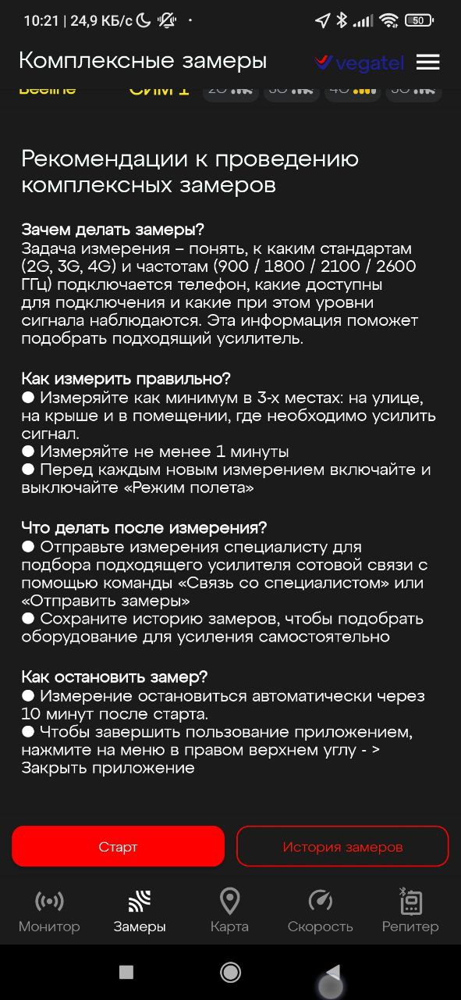 10:21 | 24,9 КБ/с
50
Комплексные замеры
vegatel
Beeline СИМ 1 2G 3G 4G 5G
Рекомендации к проведению
комплексных замеров
Зачем делать замеры?
Задача измерения – понять, к каким стандартам
(2G, 3G, 4G) и частотам (900 / 1800 / 2100 / 2600
ГГц) подключается телефон, какие доступны
для подключения и какие при этом уровни
сигнала наблюдаются. Эта информация поможет
подобрать подходящий усилитель.
Как измерить правильно?
● Измеряйте как минимум в 3-х местах: на улице,
на крыше и в помещении, где необходимо усилить
сигнал.
● Измеряйте не менее 1 минуты
● Перед каждым новым измерением включайте и
выключайте «Режим полета»
Что делать после измерения?
● Отправьте измерения специалисту для
подбора подходящего усилителя сотовой связи с
помощью команды «Связь со специалистом» или
«Отправить замеры»
● Сохраните историю замеров, чтобы подобрать
оборудование для усиления самостоятельно
Как остановить замер?
● Измерение остановиться автоматически через
10 минут после старта.
● Чтобы завершить пользование приложением,
нажмите на меню в правом верхнем углу - >
Закрыть приложение
Старт
История замеров
Монитор
Замеры
Карта
Скорость
Репитер